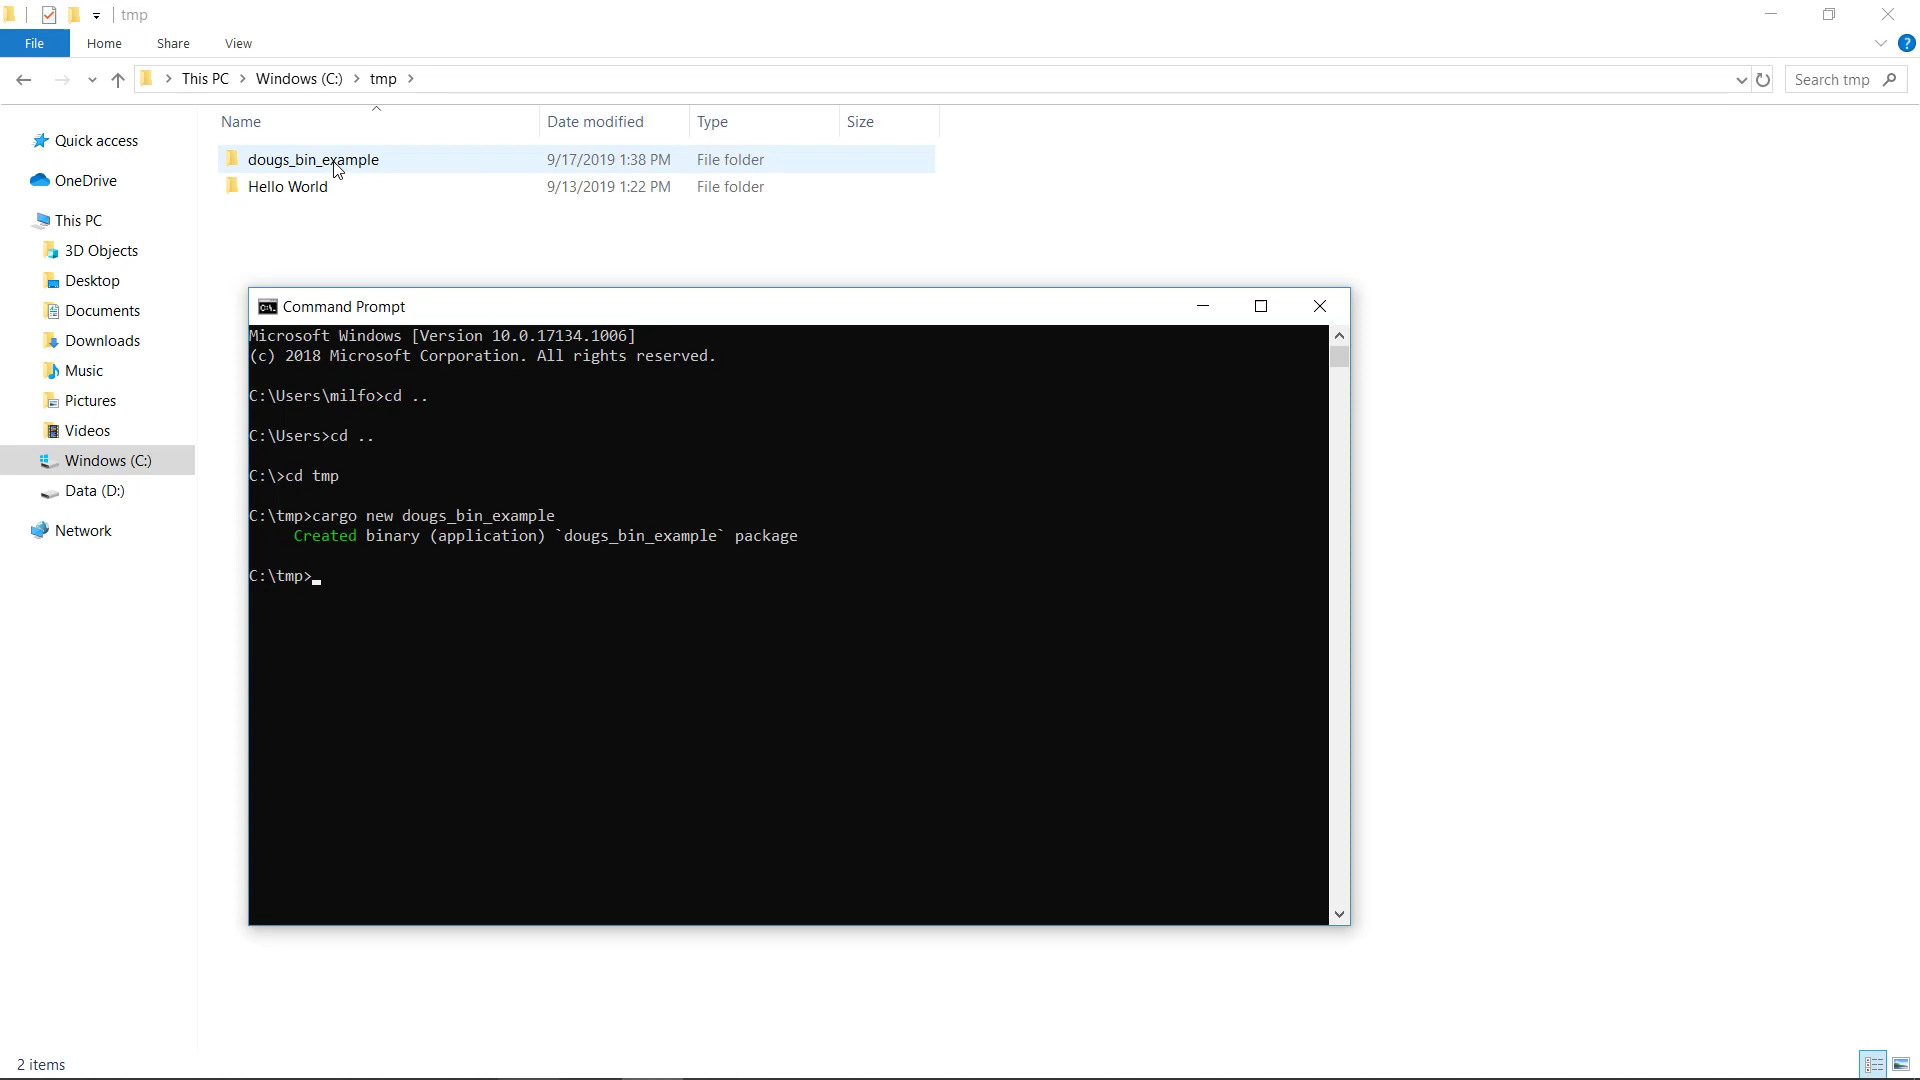 tmp
File Home Share View
This PC Windows (C:) tmp
Search tmp
Name Date modified Type Size
dougs_bin_example 9/17/2019 1:38 PM File folder
Hello World 9/13/2019 1:22 PM File folder
Quick access
OneDrive
This PC
3D Objects
Desktop
Documents
Downloads
Music
Pictures
Videos
Windows (C:)
Data (D:)
Network
Command Prompt
Microsoft Windows [Version 10.0.17134.1006]
(c) 2018 Microsoft Corporation. All rights reserved.
C:\Users\milfo>cd ..
C:\Users>cd ..
C:\>cd tmp
C:\tmp>cargo new dougs_bin_example
Created binary (application) `dougs_bin_example` package
C:\tmp>
2 items